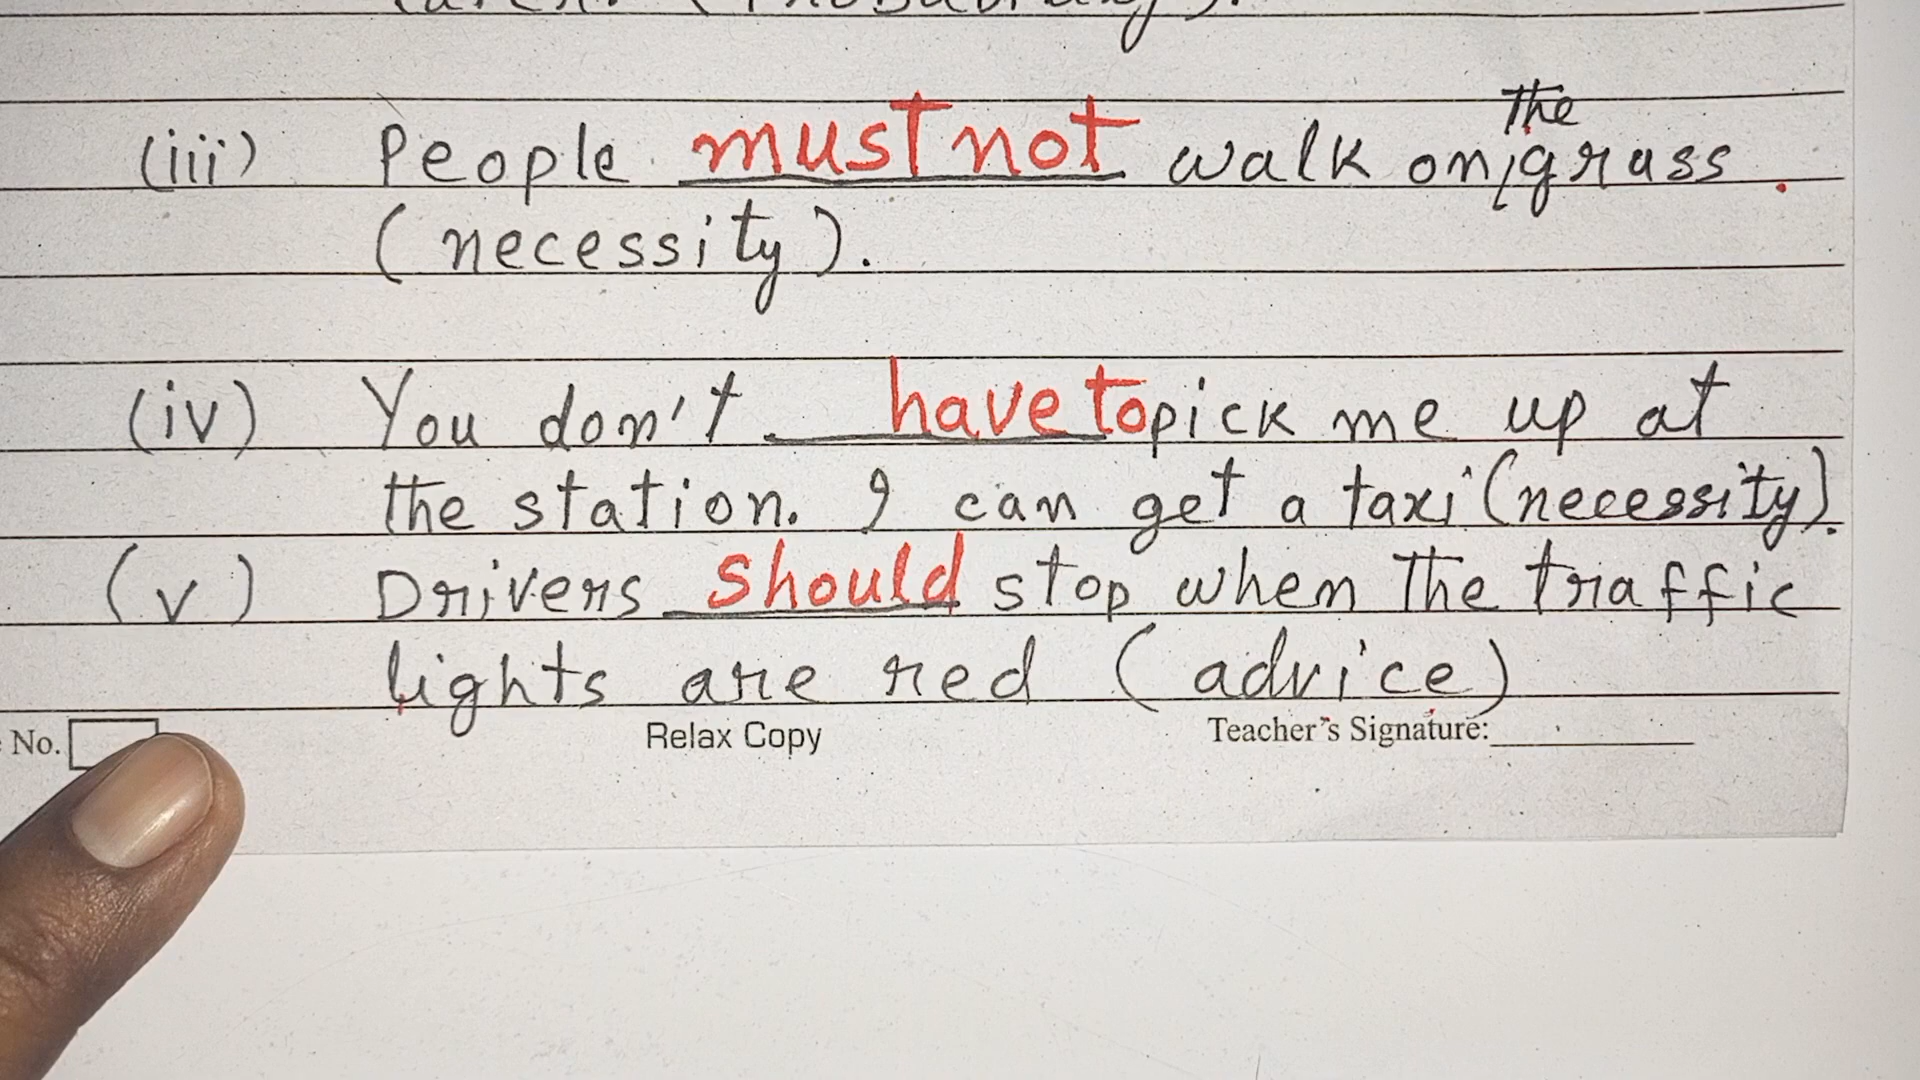 (iii) People must not walk on the grass.
(necessity).
(iv) You don't have to pick me up at
the station. I can get a taxi (necessity).
(v) Drivers should stop when the traffic
lights are red (advice)
No.
Relax Copy
Teacher's Signature: